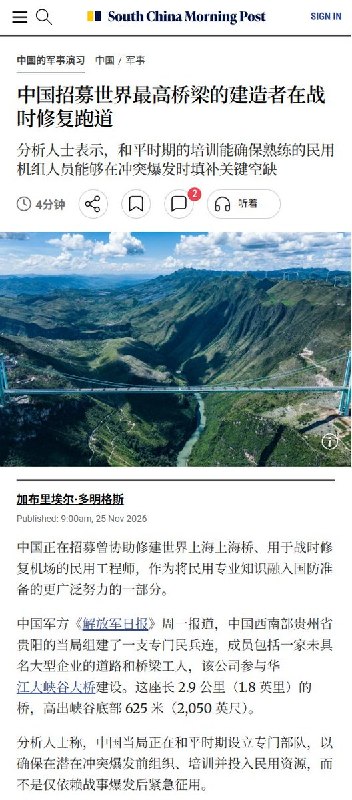 South China Morning Post
SIGN IN
中国的军事演习 中国 / 军事
中国招募世界最高桥梁的建造者在战
时修复跑道
分析人士表示，和平时期的培训能确保熟练的民用
机组人员能够在冲突爆发时填补关键空缺
4分钟
2
听着
加布里埃尔·多明格斯
Published: 9:00am, 25 Nov 2026
中国正在招募曾协助修建世界上海上海桥、用于战时修
复机场的民用工程师，作为将民用专业知识融入国防准
备的更广泛努力的一部分。
中国军方《解放军日报》周一报道，中国西南部贵州省
贵阳的当局组建了一支专门民兵连，成员包括一家未具
名大型企业的道路和桥梁工人，该公司参与华
江大峡谷大桥建设。这座长 2.9 公里（1.8 英里）的
桥，高出峡谷底部 625 米（2,050 英尺）。
分析人士称，中国当局正在和平时期设立专门部队，以
确保在潜在冲突爆发前组织、培训并投入民用资源，而
不是仅依赖战事爆发后紧急征用。